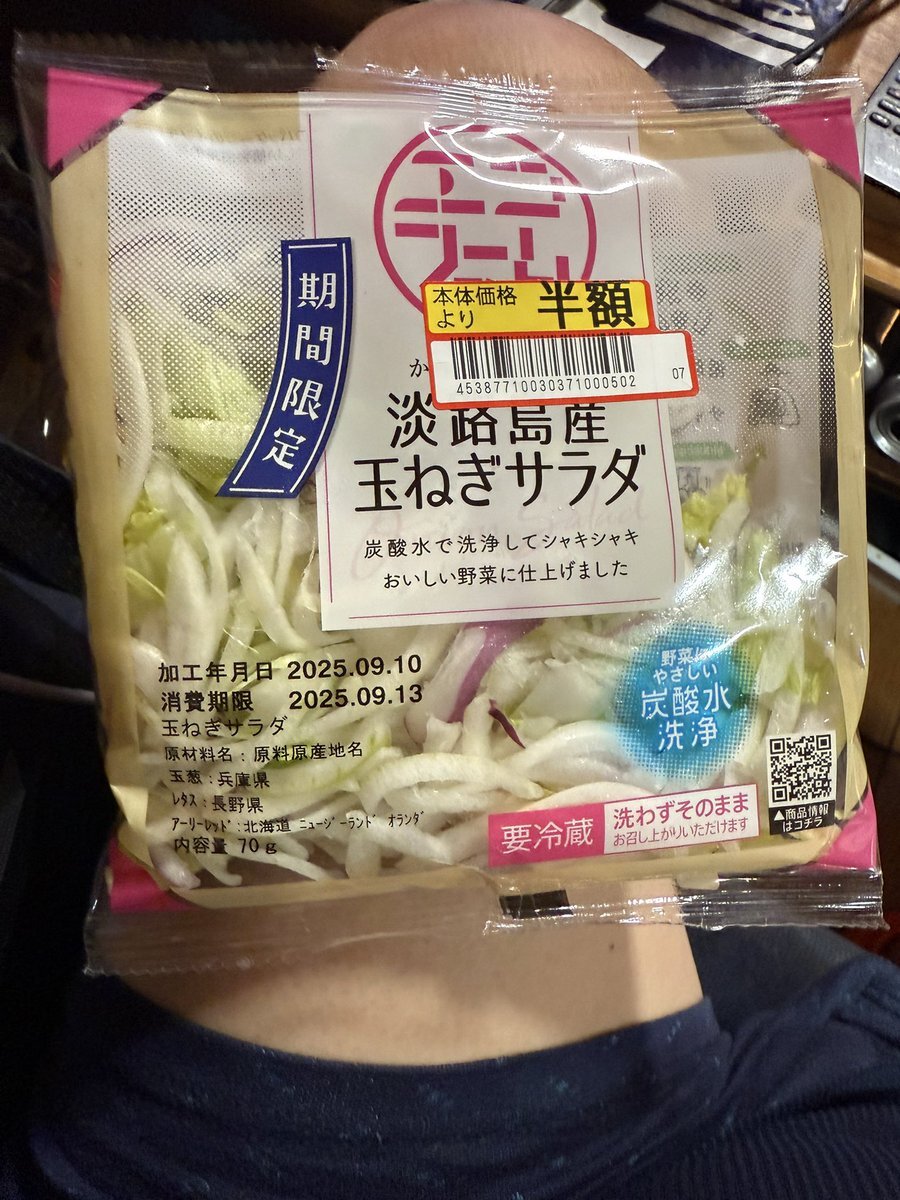 期間限定
本体価格
より 半額
45387710030371000502
07
か
淡路島産
玉ねぎサラダ
炭酸水で洗浄してシャキシャキ
おいしい野菜に仕上げました
加工年月日 2025.09.10
消費期限 2025.09.13
玉ねぎサラダ
原材料名：原料原産地名
玉葱：兵庫県
ﾚﾀｽ：長野県
ｱｰﾘｰﾚｯﾄﾞ：北海道 ﾆｭｰｼﾞｰﾗﾝﾄﾞ ｵﾗﾝﾀﾞ
内容量 70ｇ
野菜に
やさしい
炭酸水
洗浄
▲商品情報
はコチラ
要冷蔵
洗わずそのまま
お召し上がりいただけます